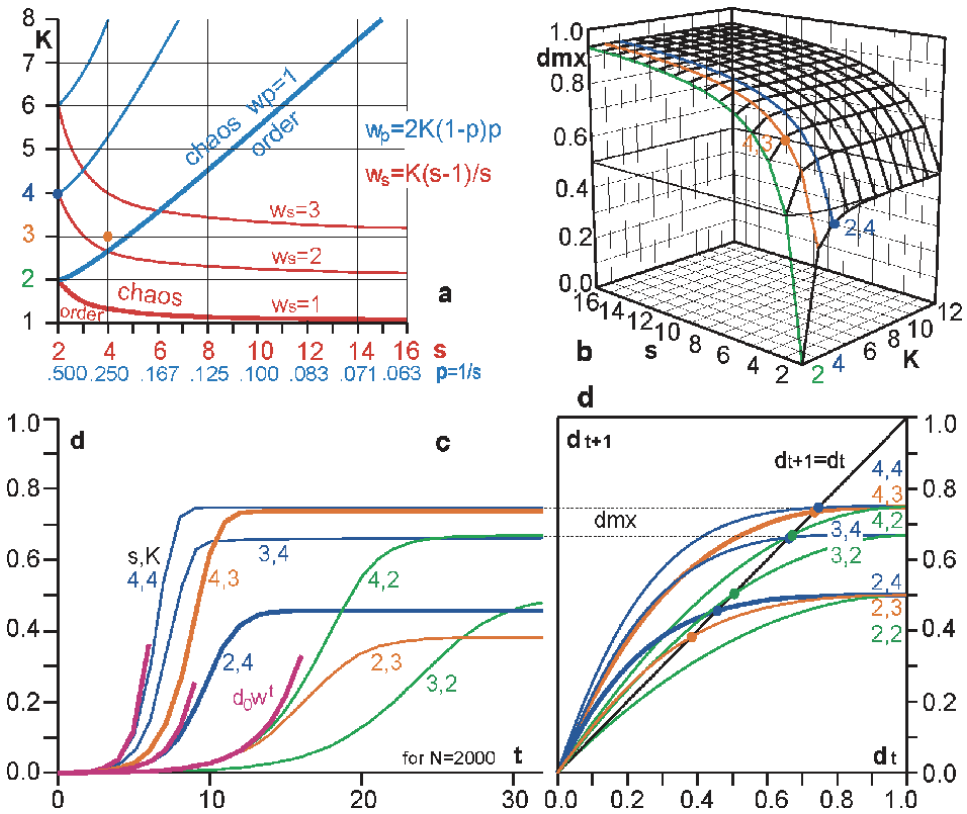 8
K
7
6
5
4
3
2
1
chaos wp=1
order
wp=2K(1-p)p
ws=K(s-1)/s
ws=3
ws=2
chaos
order
ws=1
a
2 4 6 8 10 12 14 16
s
.500 .250 .167 .125 .100 .083 .071 .063 p=1/s
1.0
dmx
0.8
0.6
0.4
0.2
0.0
4,3
2,4
16 14 12 10 8 6 4 2
s
2 4 6 8 10 12
K
b
d
c
0.8
0.6
0.4
0.2
0.0
s,K
4,4
3,4
4,3
4,2
2,4
2,3
3,2
d0wt
for N=2000
t
0 10 20 30
d
dt+1
dt+1=dt
dmx
4,4
4,3
4,2
3,4
3,2
2,4
2,3
2,2
1.0
0.8
0.6
0.4
0.2
0.0
dt
0.0 0.2 0.4 0.6 0.8 1.0